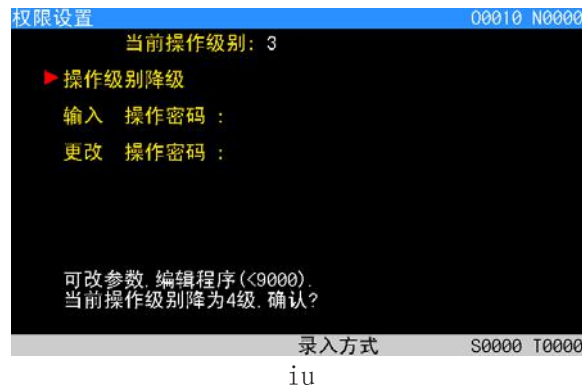 权限设置 O0010 N0000
当前操作级别: 3
操作级别降级
输入 操作密码 :
更改 操作密码 :
可改参数.编辑程序(<9000).
当前操作级别降为4级.确认?
录入方式 S0000 T0000
iu